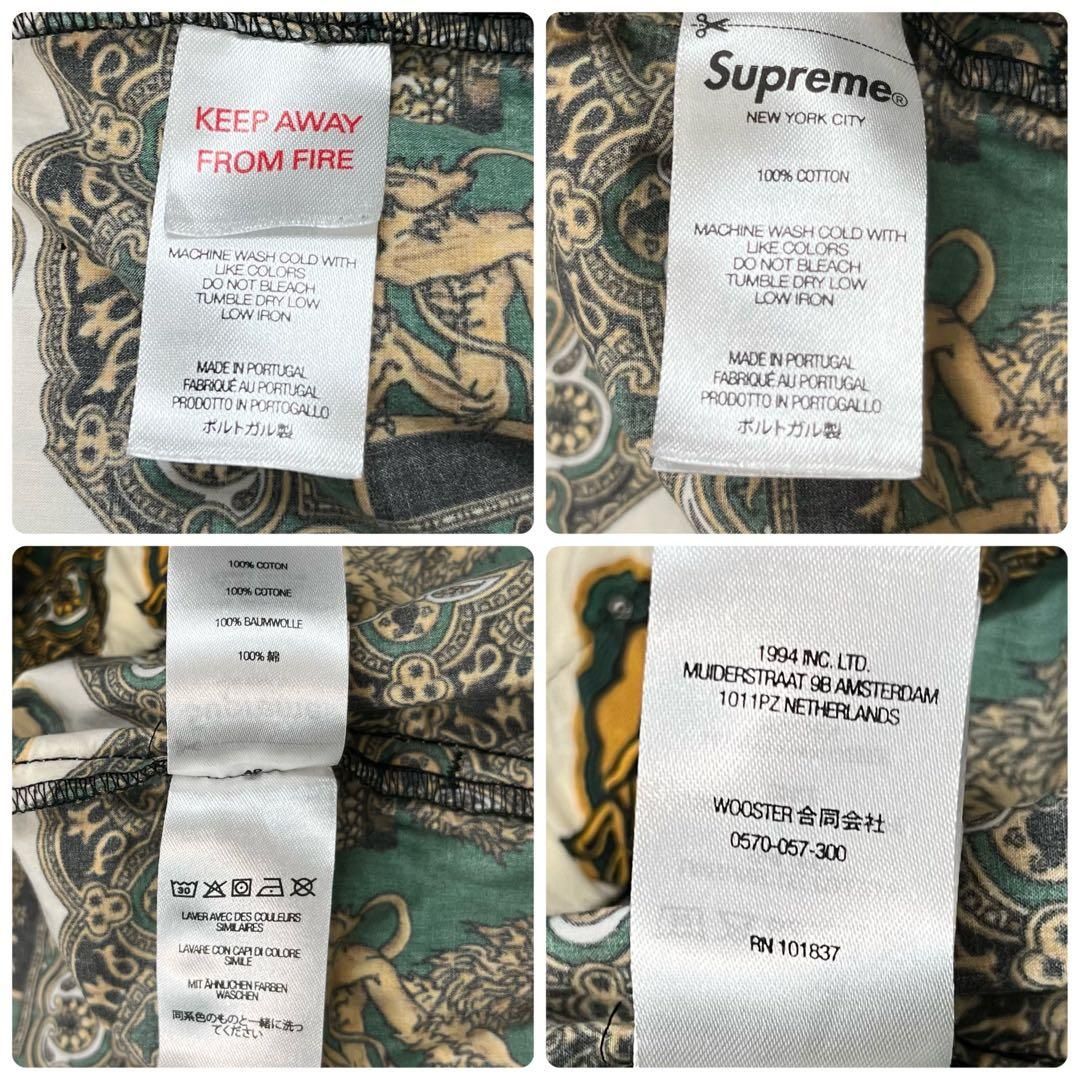 KEEP AWAY
FROM FIRE
MACHINE WASH COLD WITH
LIKE COLORS
DO NOT BLEACH
TUMBLE DRY LOW
LOW IRON
MADE IN PORTUGAL
FABRIQUÉ AU PORTUGAL
PRODOTTO IN PORTOGALLO
ポルトガル製
Supreme®
NEW YORK CITY
100% COTTON
MACHINE WASH COLD WITH
LIKE COLORS
DO NOT BLEACH
TUMBLE DRY LOW
LOW IRON
MADE IN PORTUGAL
FABRIQUÉ AU PORTUGAL
PRODOTTO IN PORTOGALLO
ポルトガル製
100% COTON
100% COTONE
100% BAUMWOLLE
100% 綿
30
LAVER AVEC DES COULEURS
SIMILAIRES
LAVARE CON CAPI DI COLORE
SIMILE
MIT ÄHNLICHEN FARBEN
WASCHEN
同系色のものと一緒に洗っ
てください
1994 INC. LTD.
MUIDERSTRAAT 9B AMSTERDAM
1011PZ NETHERLANDS
WOOSTER 合同会社
0570-057-300
RN 101837